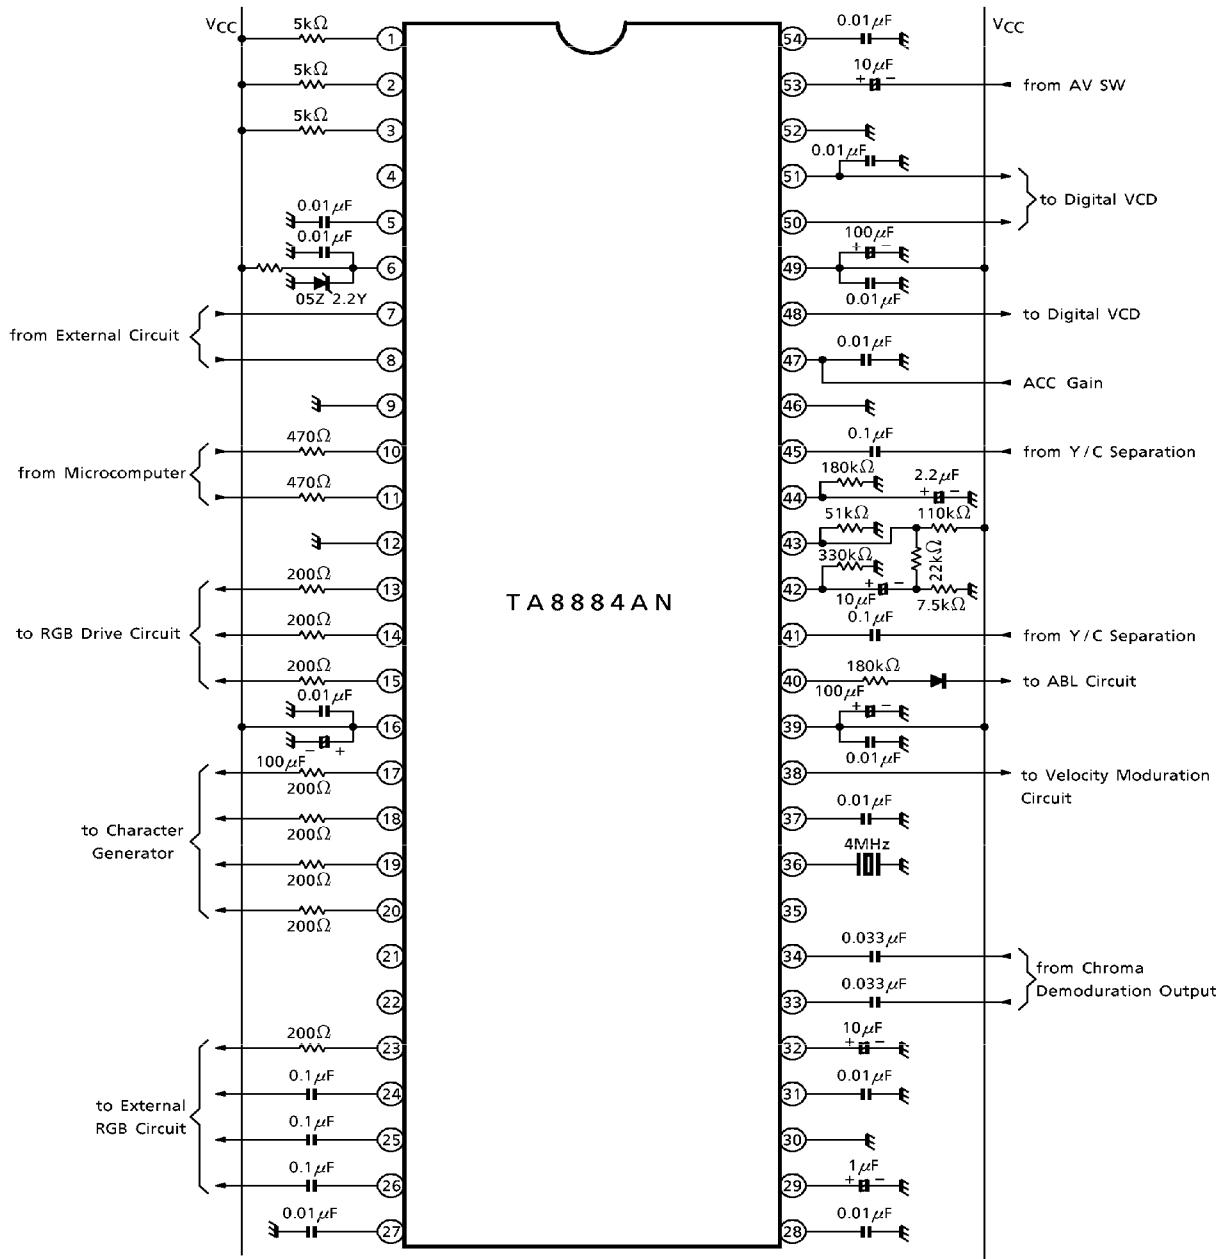 VCC
5kΩ
1
5kΩ
2
5kΩ
3
4
0.01μF
5
0.01μF
6
05Z 2.2Y
7
from External Circuit
8
9
470Ω
10
from Microcomputer
470Ω
11
12
200Ω
13
to RGB Drive Circuit
200Ω
14
200Ω
15
0.01μF
16
− +
100μF
17
200Ω
18
to Character
Generator
200Ω
19
200Ω
20
200Ω
21
22
200Ω
23
0.1μF
24
to External
RGB Circuit
0.1μF
25
0.1μF
26
0.01μF
27
TA8884AN
VCC
0.01μF
54
10μF
+ −
53
from AV SW
52
0.01μF
51
to Digital VCD
50
100μF
+ −
49
0.01μF
48
to Digital VCD
0.01μF
47
ACC Gain
46
0.1μF
45
from Y/C Separation
180kΩ
2.2μF
+ −
44
51kΩ
110kΩ
43
330kΩ
22kΩ
+ −
42
10μF
7.5kΩ
0.1μF
41
from Y/C Separation
180kΩ
40
to ABL Circuit
100μF
+ −
39
0.01μF
38
to Velocity Moduration
Circuit
0.01μF
37
4MHz
36
35
0.033μF
34
from Chroma
Demoduration Output
0.033μF
33
10μF
+ −
32
0.01μF
31
30
1μF
+ −
29
0.01μF
28